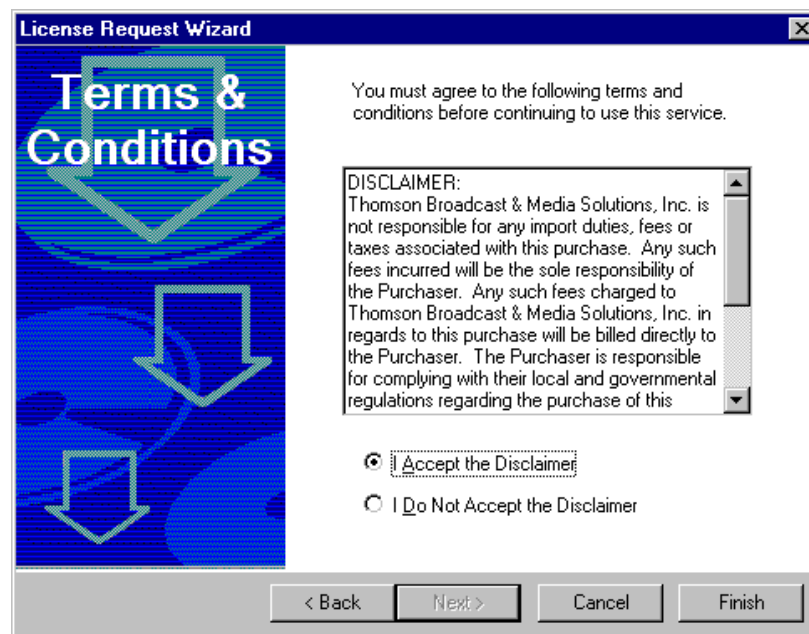 License Request Wizard
Terms &
Conditions
You must agree to the following terms and
conditions before continuing to use this service.
DISCLAIMER:
Thomson Broadcast & Media Solutions, Inc. is
not responsible for any import duties, fees or
taxes associated with this purchase.  Any such
fees incurred will be the sole responsibility of
the Purchaser.  Any such fees charged to
Thomson Broadcast & Media Solutions, Inc. in
regards to this purchase will be billed directly to
the Purchaser.  The Purchaser is responsible
for complying with their local and governmental
regulations regarding the purchase of this
I Accept the Disclaimer
I Do Not Accept the Disclaimer
< Back
Next >
Cancel
Finish